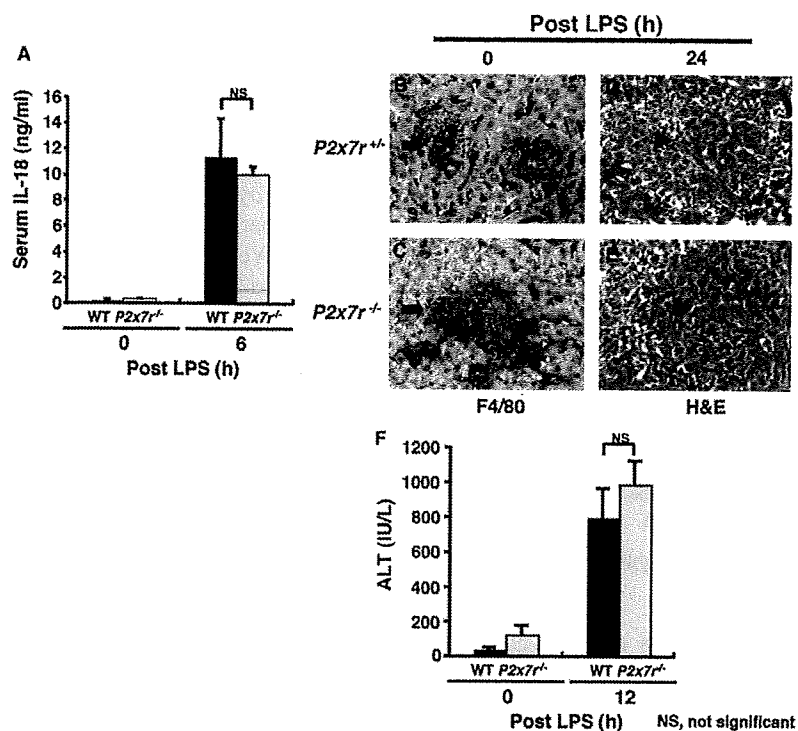 Post LPS (h)
0 24
A
Serum IL-18 (ng/ml)
16
14
12
10
8
6
4
2
0
NS
WT P2x7r-/- WT P2x7r-/-
0 6
Post LPS (h)
P2x7r+/-
P2x7r-/-
B
C
F4/80 H&E
F
ALT (IU/L)
1200
1000
800
600
400
200
0
NS
WT P2x7r-/- WT P2x7r-/-
0 12
Post LPS (h) NS, not significant